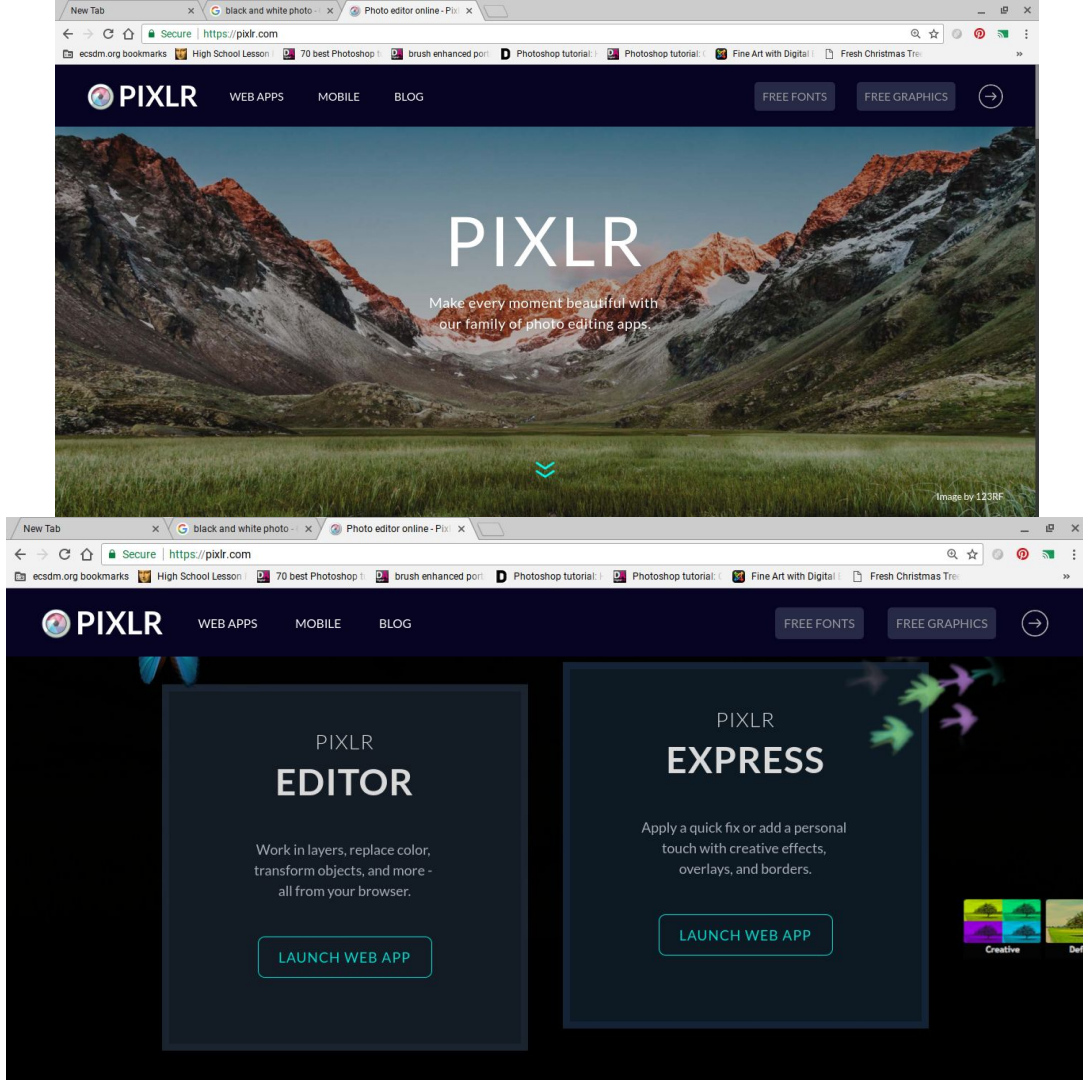 New Tab
black and white photo -
Photo editor online - Pix
Secure | https://pixlr.com
ecsdm.org bookmarks
High School Lesson
70 best Photoshop t
brush enhanced port
Photoshop tutorial:
Photoshop tutorial: (
Fine Art with Digital
Fresh Christmas Tre
»
PIXLR
WEB APPS
MOBILE
BLOG
FREE FONTS
FREE GRAPHICS
PIXLR
Make every moment beautiful with
our family of photo editing apps.
Image by 123RF
New Tab
black and white photo -
Photo editor online - Pix
Secure | https://pixlr.com
ecsdm.org bookmarks
High School Lesson
70 best Photoshop t
brush enhanced port
Photoshop tutorial:
Photoshop tutorial: (
Fine Art with Digital
Fresh Christmas Tre
»
PIXLR
WEB APPS
MOBILE
BLOG
FREE FONTS
FREE GRAPHICS
PIXLR
EDITOR
Work in layers, replace color,
transform objects, and more -
all from your browser.
LAUNCH WEB APP
PIXLR
EXPRESS
Apply a quick fix or add a personal
touch with creative effects,
overlays, and borders.
LAUNCH WEB APP
Creative
Def